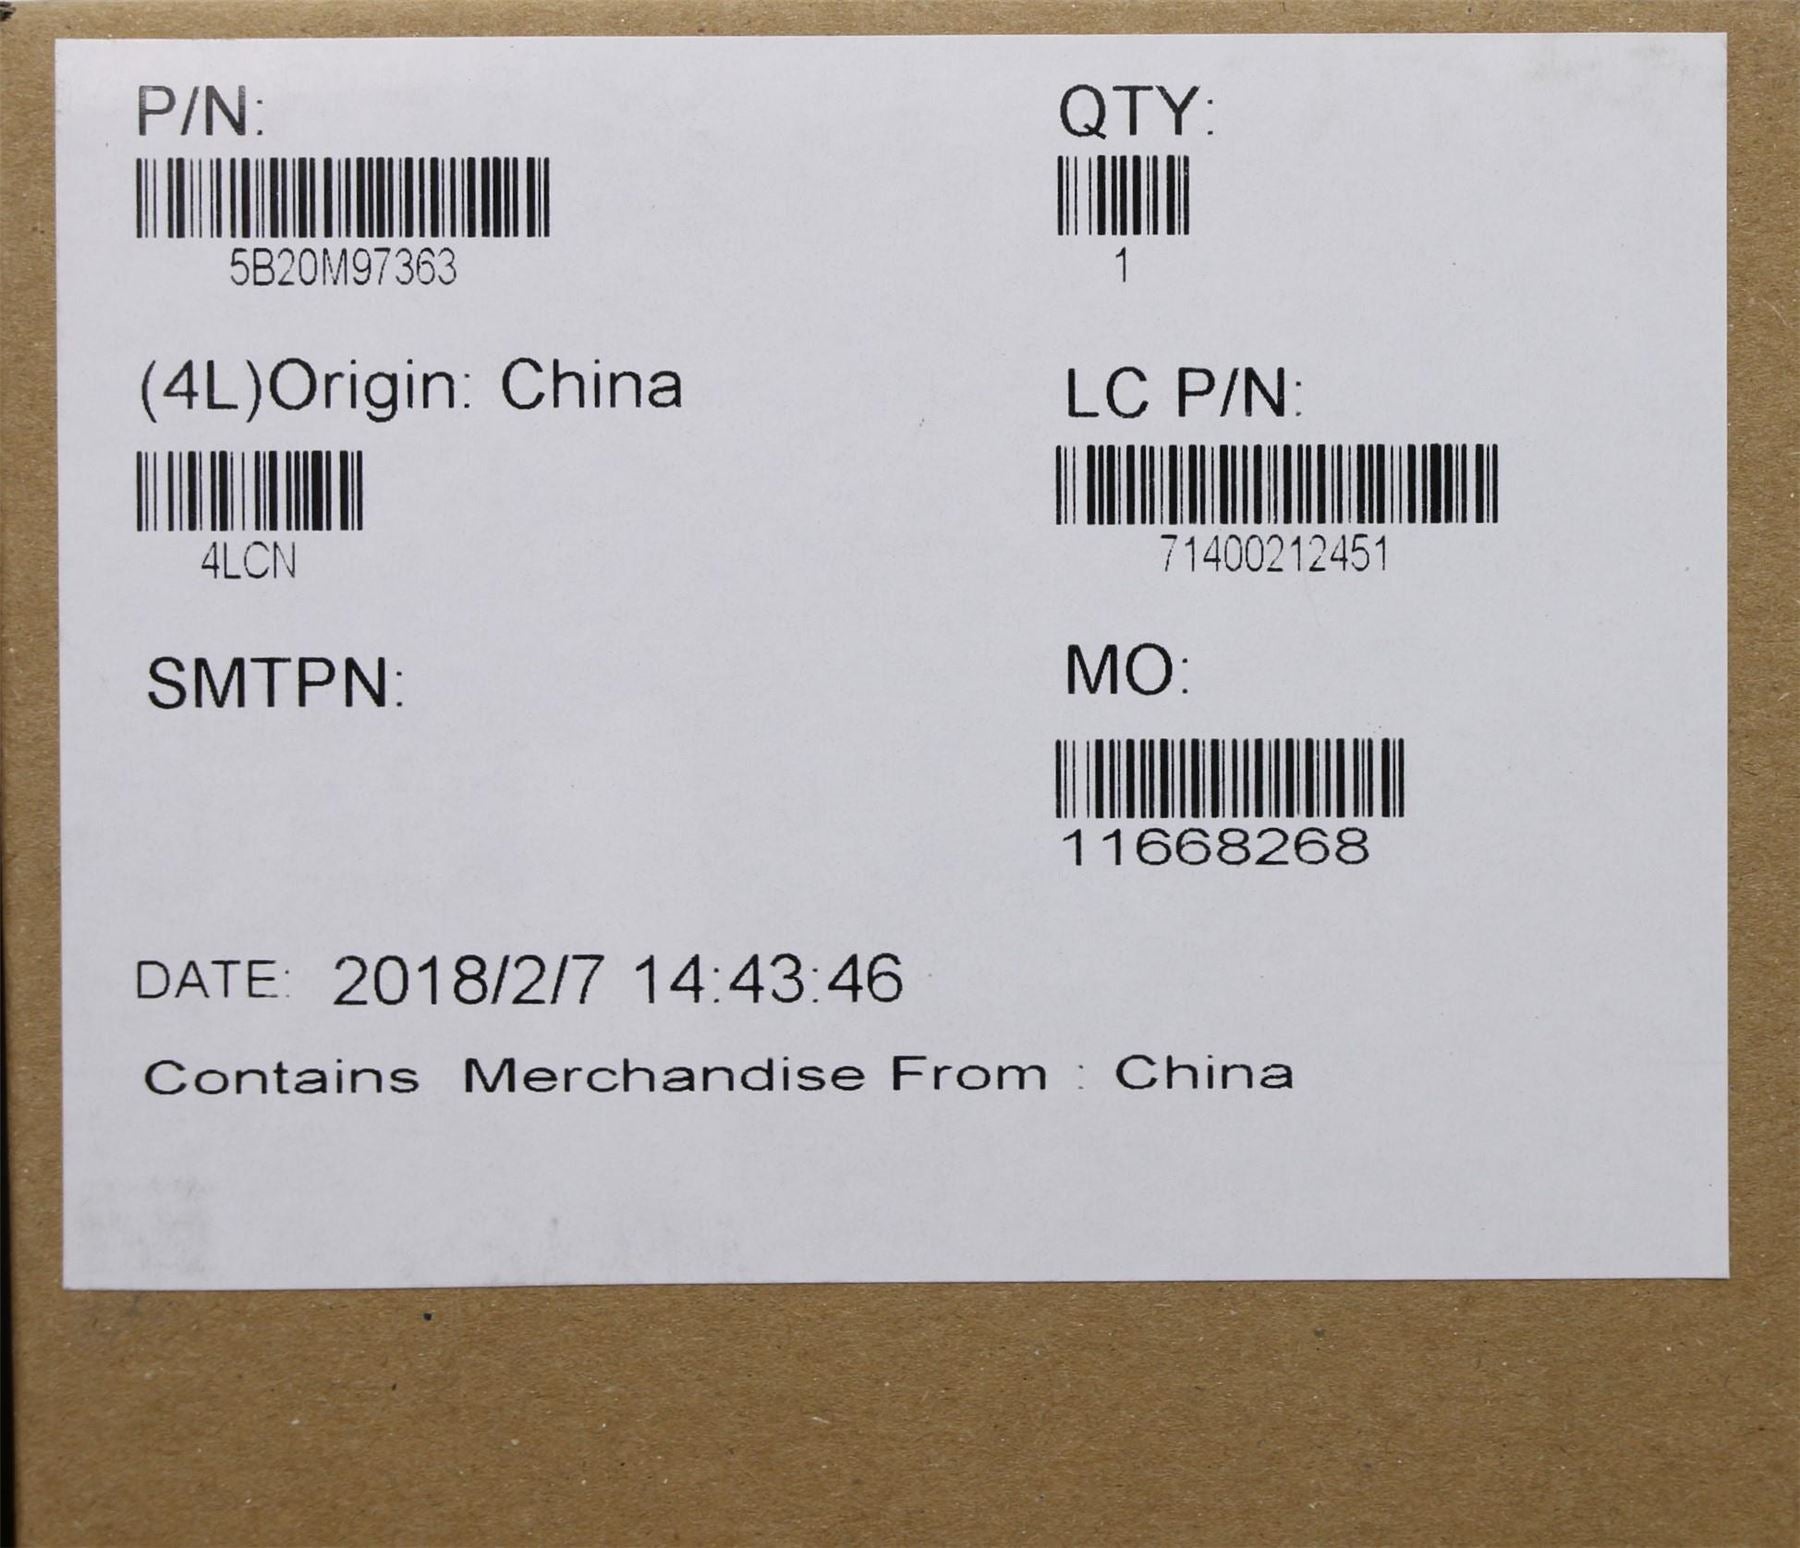 P/N:
5B20M97363
QTY:
1
(4L)Origin: China
4LCN
LC P/N:
71400212451
SMTPN:
MO:
11668268
DATE: 2018/2/7 14:43:46
Contains Merchandise From : China